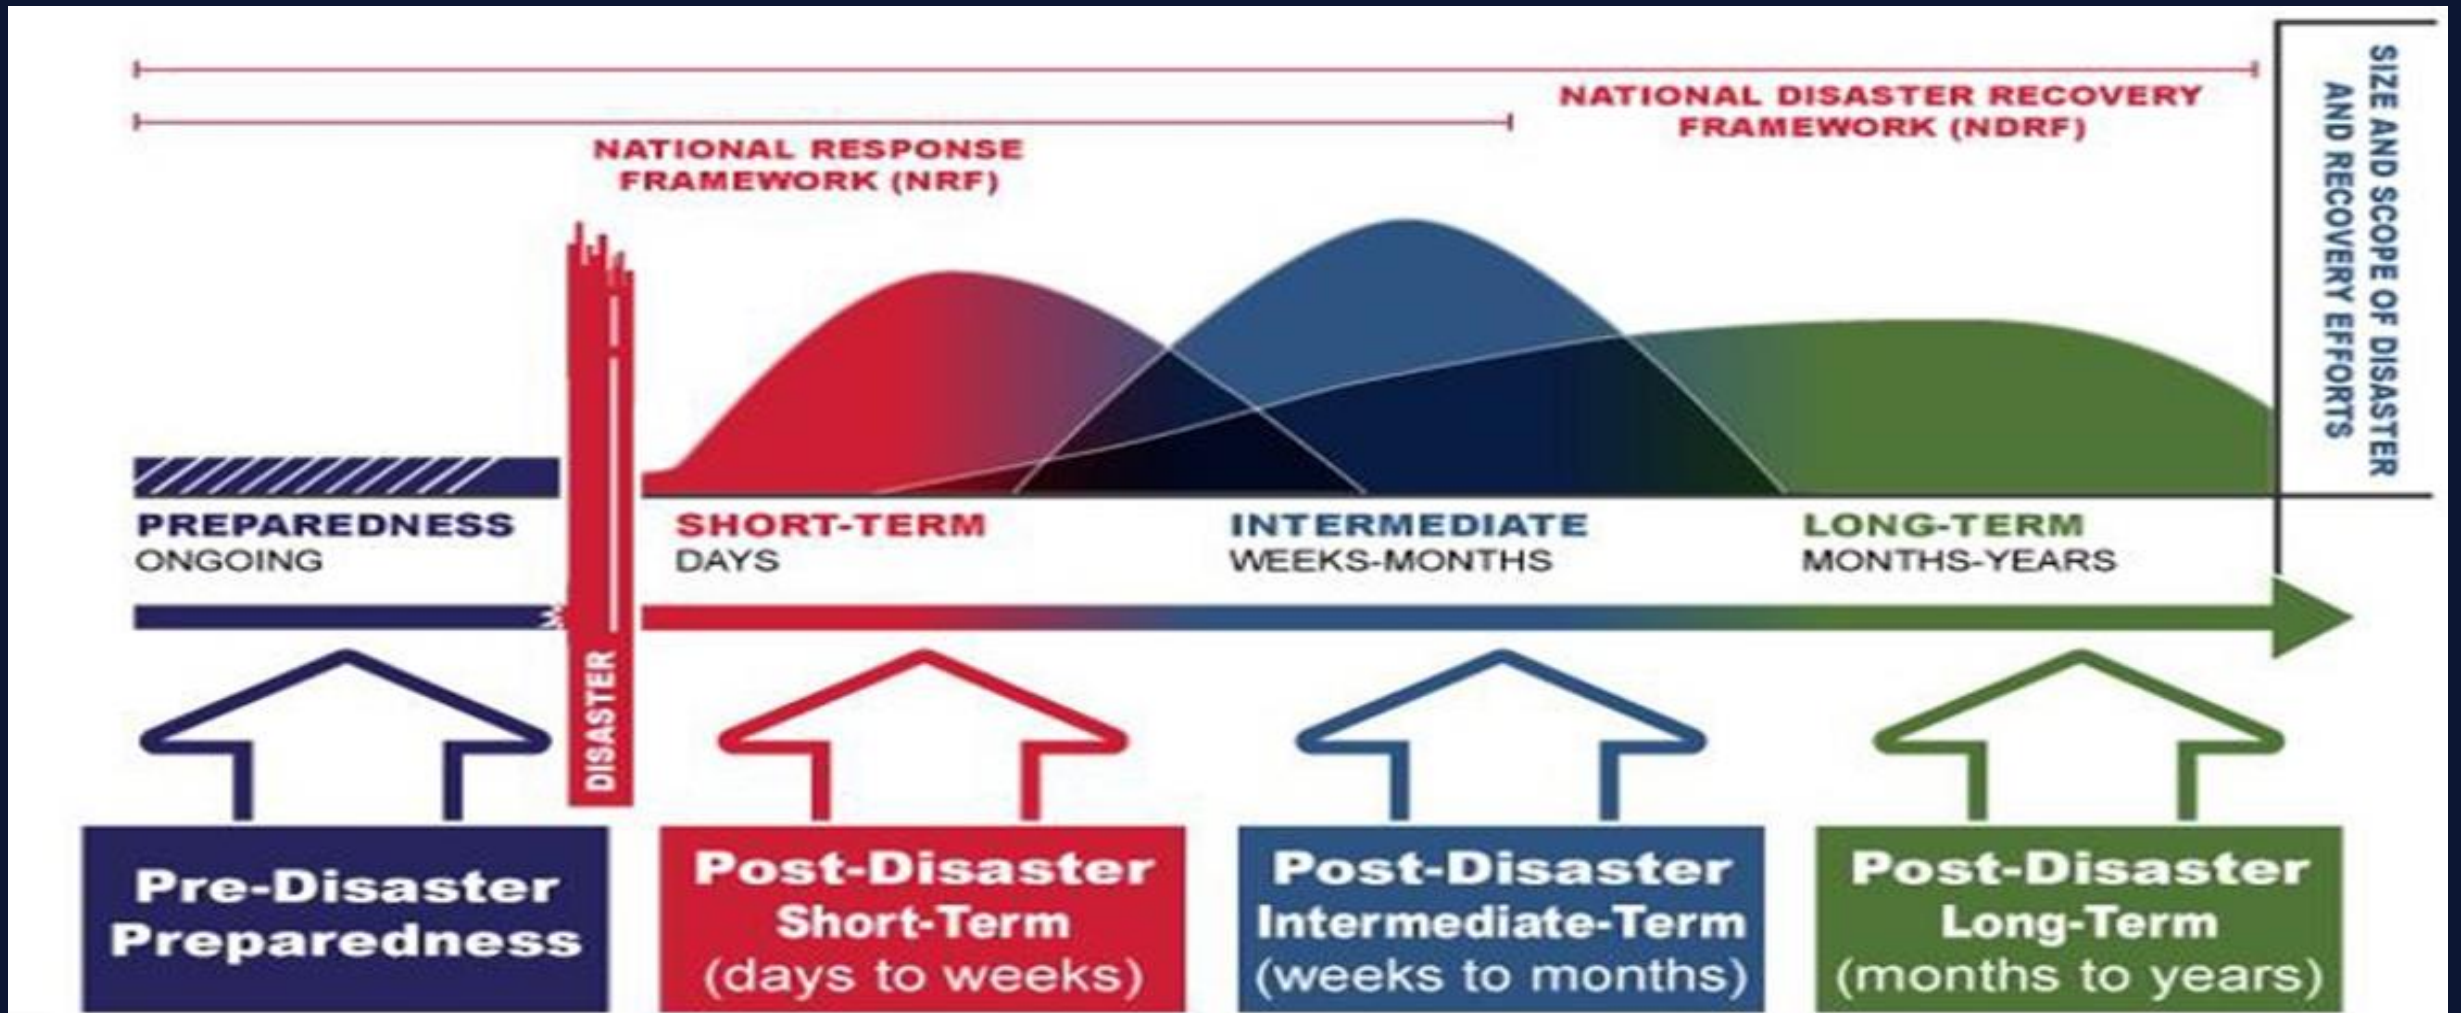 NATIONAL DISASTER RECOVERY
FRAMEWORK (NDRF)
NATIONAL RESPONSE
FRAMEWORK (NRF)
SIZE AND SCOPE OF DISASTER
AND RECOVERY EFFORTS
PREPAREDNESS
ONGOING
SHORT-TERM
DAYS
INTERMEDIATE
WEEKS-MONTHS
LONG-TERM
MONTHS-YEARS
DISASTER
Pre-Disaster
Preparedness
Post-Disaster
Short-Term
(days to weeks)
Post-Disaster
Intermediate-Term
(weeks to months)
Post-Disaster
Long-Term
(months to years)